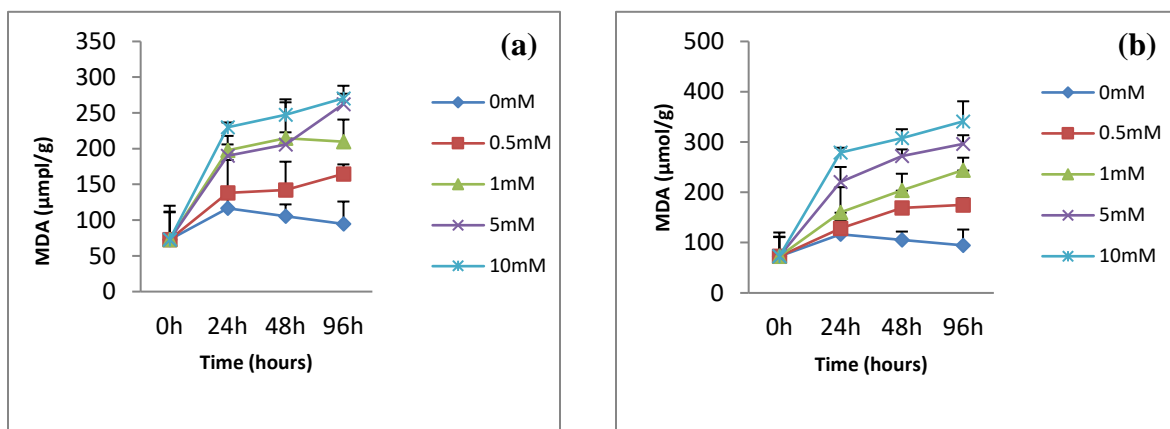 (a)
350
300
250
200
150
100
50
0
MDA (µmpl/g)
0h 24h 48h 96h
Time (hours)
0mM
0.5mM
1mM
5mM
10mM
(b)
500
400
300
200
100
0
MDA (µmol/g)
0h 24h 48h 96h
Time (hours)
0mM
0.5mM
1mM
5mM
10mM